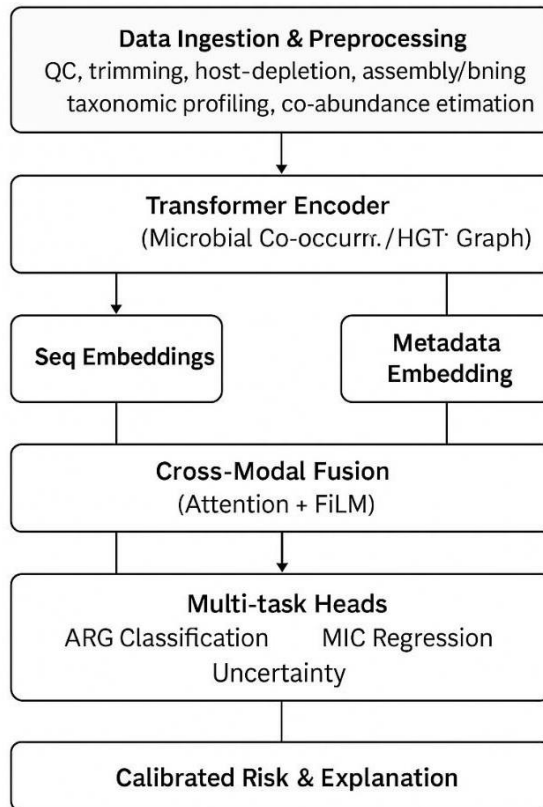 Data Ingestion & Preprocessing
QC, trimming, host-depletion, assembly/bning
taxonomic profiling, co-abundance etimation
Transformer Encoder
(Microbial Co-occurr./HGT· Graph)
Seq Embeddings
Metadata
Embedding
Cross-Modal Fusion
(Attention + FiLM)
Multi-task Heads
ARG Classification MIC Regression
Uncertainty
Calibrated Risk & Explanation